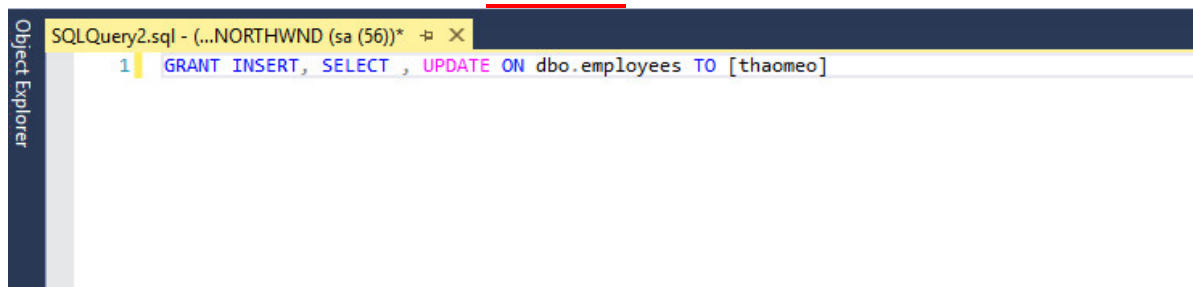 Object Explorer
SQLQuery2.sql - (...NORTHWND (sa (56))*
1 GRANT INSERT, SELECT , UPDATE ON dbo.employees TO [thaomeo]